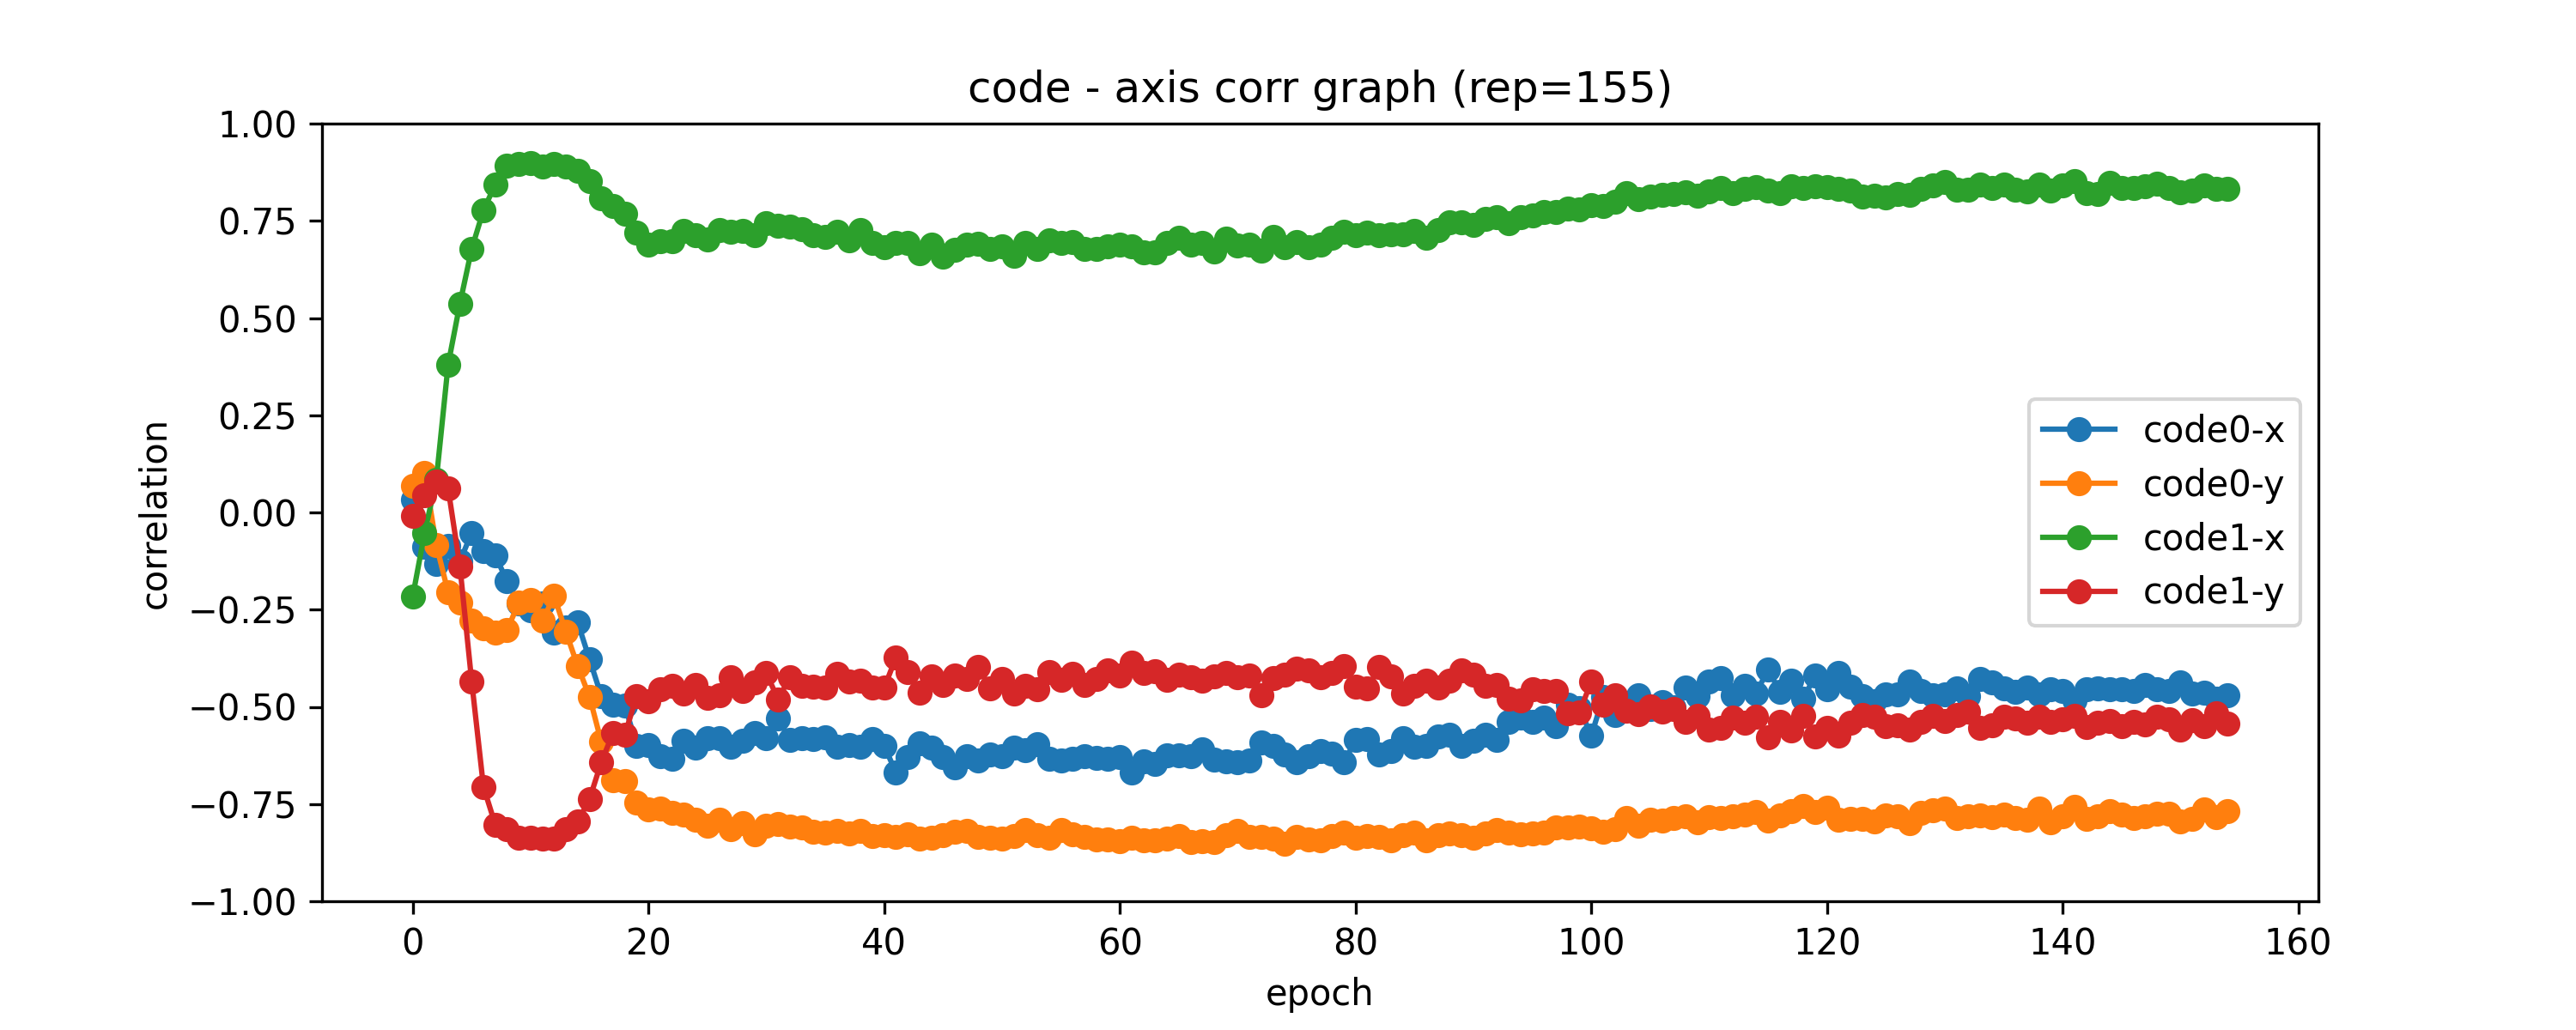 code - axis corr graph (rep=155)
1.00
0.75
0.50
0.25
0.00
−0.25
−0.50
−0.75
−1.00
correlation
code0-x
code0-y
code1-x
code1-y
0 20 40 60 80 100 120 140 160
epoch